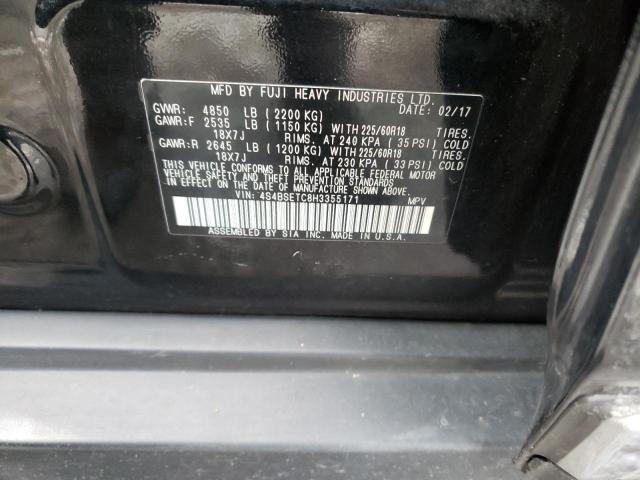 MFD BY FUJI HEAVY INDUSTRIES LTD.
GVWR: 4850 LB (2200 KG) DATE: 02/17
GAWR:F 2535 LB (1150 KG) WITH 225/60R18 TIRES.
18X7J RIMS. AT 240 KPA (35 PSI) COLD
GAWR:R 2645 LB (1200 KG) WITH 225/60R18 TIRES.
18X7J RIMS. AT 230 KPA (33 PSI) COLD
THIS VEHICLE CONFORMS TO ALL APPLICABLE FEDERAL MOTOR
VEHICLE SAFETY AND THEFT PREVENTION STANDARDS
IN EFFECT ON THE DATE OF MANUFACTURE SHOWN ABOVE.
VIN: 4S4BSETC8H3355171 MPV
ASSEMBLED BY SIA INC. MADE IN U.S.A.